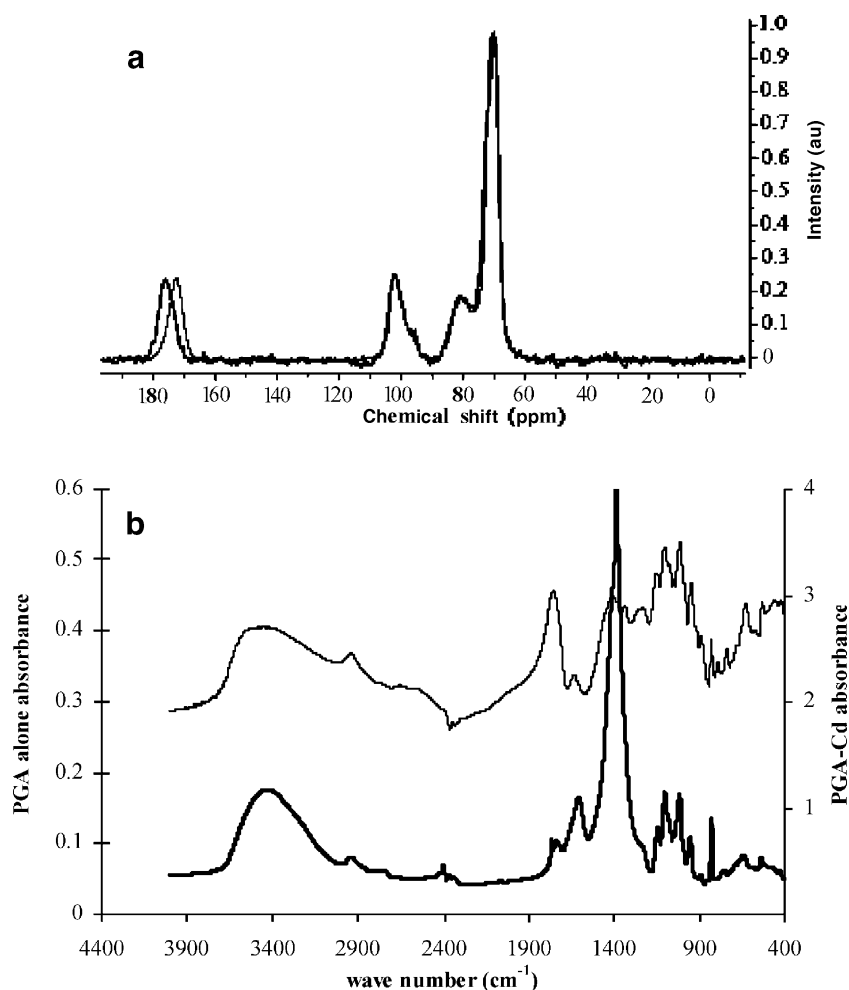 a
1.0
0.9
0.8
0.7
0.6
0.5
0.4
0.3
0.2
0.1
0
Intensity (au)
180 160 140 120 100 80 60 40 20 0
Chemical shift (ppm)
b
0.6
0.5
0.4
0.3
0.2
0.1
0
PGA alone absorbance
4
3
2
1
PGA-Cd absorbance
4400 3900 3400 2900 2400 1900 1400 900 400
wave number (cm⁻¹)